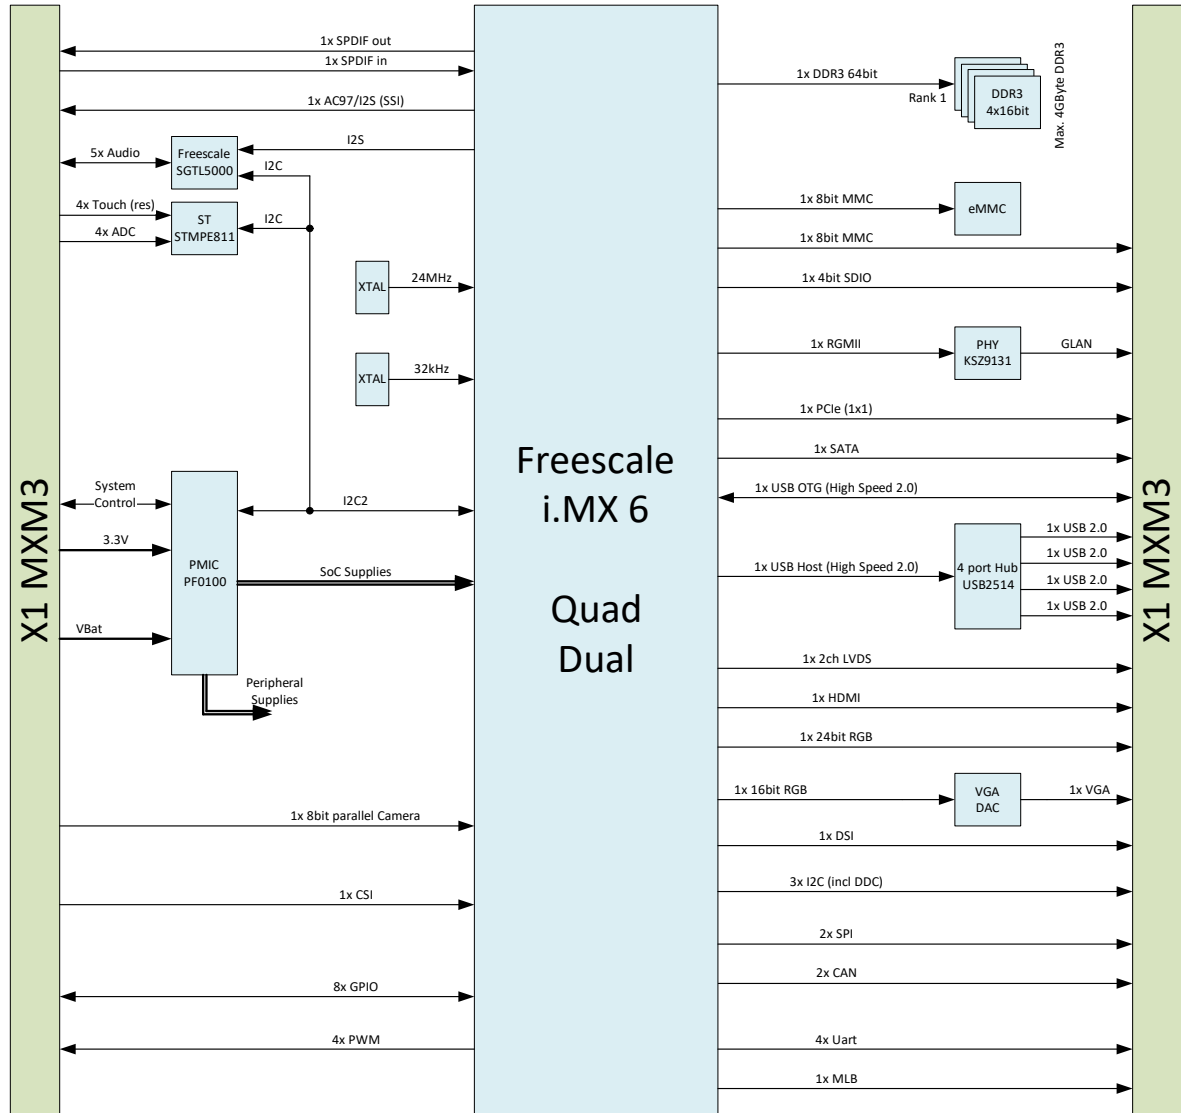 X1 MXM3
1x SPDIF out
1x SPDIF in
1x AC97/I2S (SSI)
I2S
5x Audio
Freescale
SGTL5000
I2C
4x Touch (res)
ST
STMPE811
I2C
4x ADC
XTAL
24MHz
XTAL
32kHz
System
Control
I2C2
3.3V
PMIC
PF0100
SoC Supplies
VBat
Peripheral
Supplies
1x 8bit parallel Camera
1x CSI
8x GPIO
4x PWM
Freescale
i.MX 6
Quad
Dual
1x DDR3 64bit
Rank 1
DDR3
4x16bit
Max. 4GByte DDR3
1x 8bit MMC
eMMC
1x 8bit MMC
1x 4bit SDIO
1x RGMII
PHY
KSZ9131
GLAN
1x PCIe (1x1)
1x SATA
1x USB OTG (High Speed 2.0)
1x USB Host (High Speed 2.0)
4 port Hub
USB2514
1x USB 2.0
1x USB 2.0
1x USB 2.0
1x USB 2.0
1x 2ch LVDS
1x HDMI
1x 24bit RGB
1x 16bit RGB
VGA
DAC
1x VGA
1x DSI
3x I2C (incl DDC)
2x SPI
2x CAN
4x Uart
1x MLB
X1 MXM3